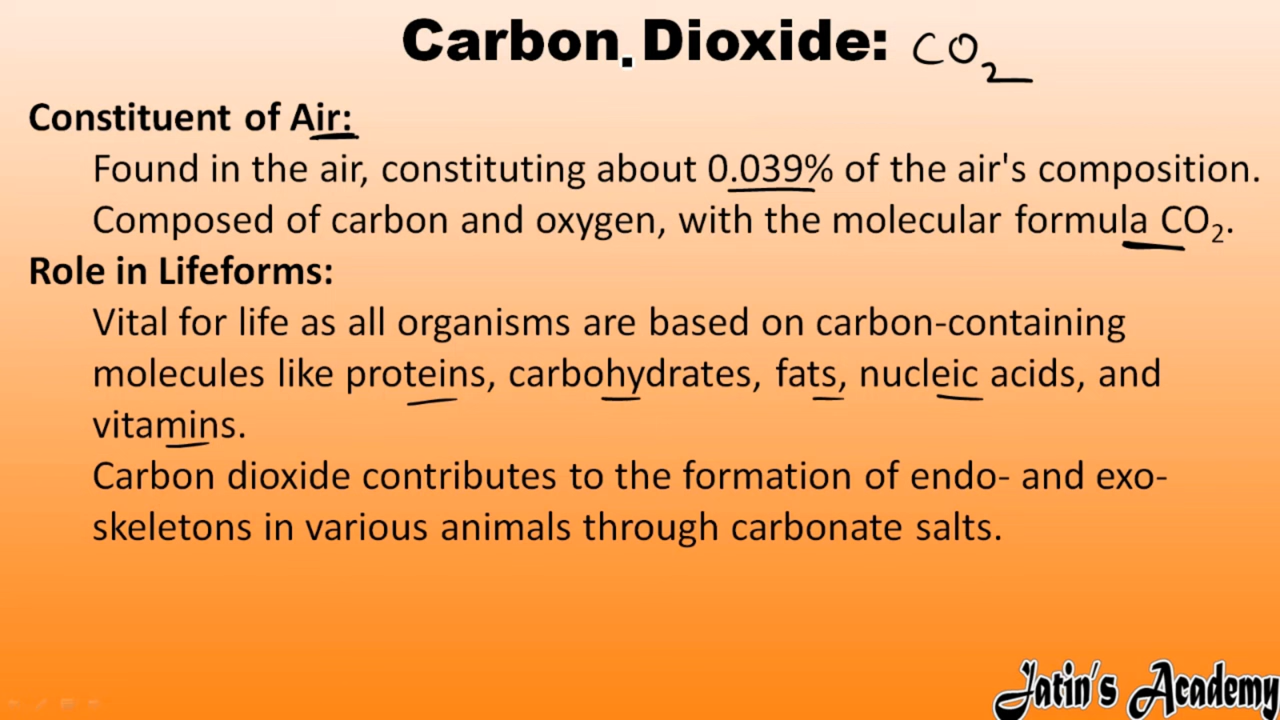 Carbon Dioxide: CO₂
Constituent of Air:
Found in the air, constituting about 0.039% of the air's composition.
Composed of carbon and oxygen, with the molecular formula CO₂.
Role in Lifeforms:
Vital for life as all organisms are based on carbon-containing
molecules like proteins, carbohydrates, fats, nucleic acids, and
vitamins.
Carbon dioxide contributes to the formation of endo- and exo-
skeletons in various animals through carbonate salts.
Jatin's Academy